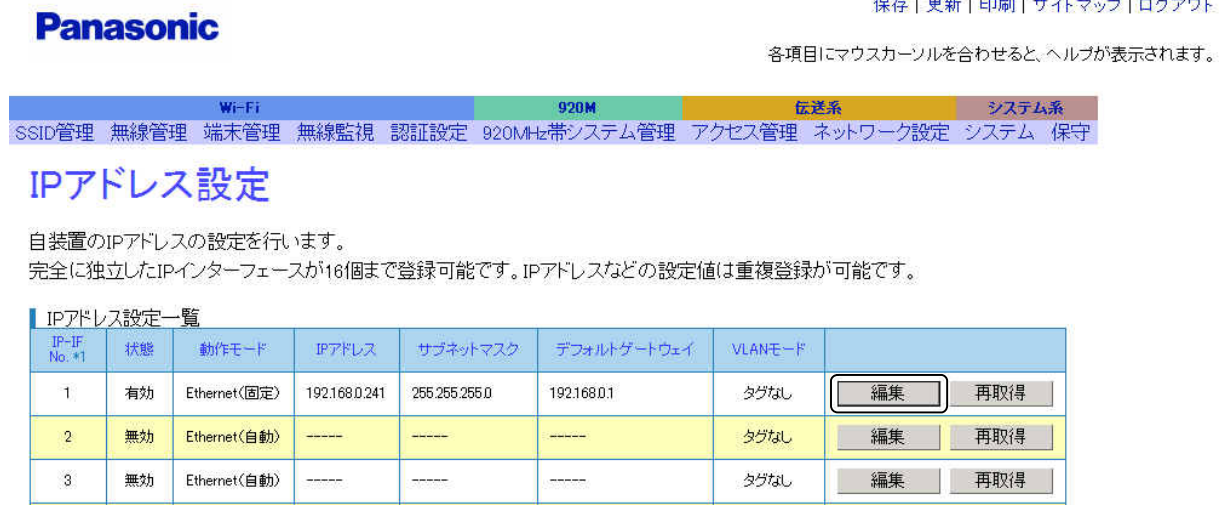 保存 | 更新 | 印刷 | サイトマップ | ログアウト
Panasonic
各項目にマウスカーソルを合わせると、ヘルプが表示されます。
Wi-Fi 920M 伝送系 システム系
SSID管理 無線管理 端末管理 無線監視 認証設定 920MHz帯システム管理 アクセス管理 ネットワーク設定 システム 保守
IPアドレス設定
自装置のIPアドレスの設定を行います。
完全に独立したIPインターフェースが16個まで登録可能です。IPアドレスなどの設定値は重複登録が可能です。
IPアドレス設定一覧
IP-IF No. *1 状態 動作モード IPアドレス サブネットマスク デフォルトゲートウェイ VLANモード
1 有効 Ethernet(固定) 192.168.0.241 255.255.255.0 192.168.0.1 タグなし 編集 再取得
2 無効 Ethernet(自動) ----- ----- ----- タグなし 編集 再取得
3 無効 Ethernet(自動) ----- ----- ----- タグなし 編集 再取得